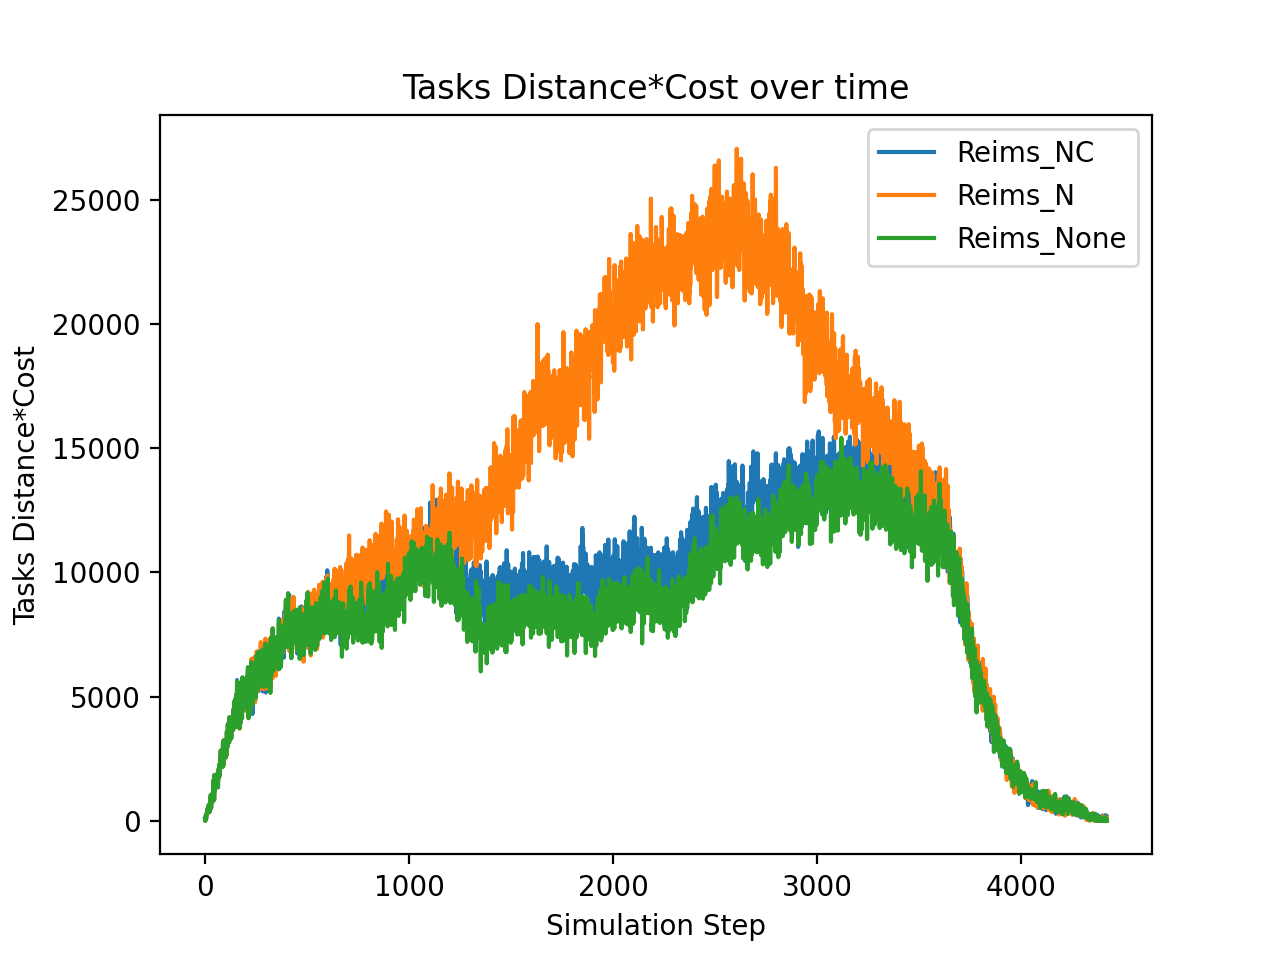 Tasks Distance*Cost over time
Reims_NC
Reims_N
Reims_None
Tasks Distance*Cost
25000
20000
15000
10000
5000
0
0 1000 2000 3000 4000
Simulation Step